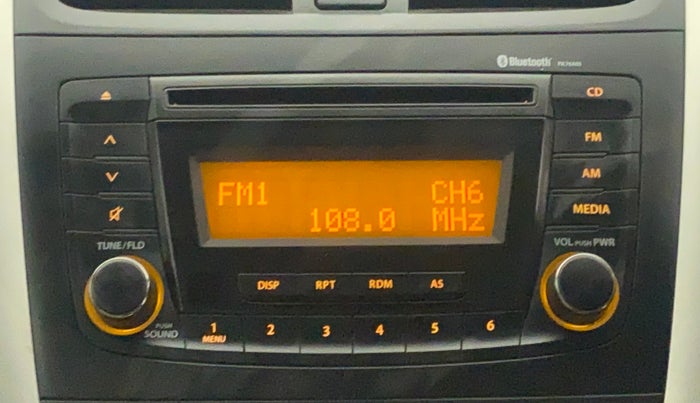 Bluetooth
CD
FM
AM
MEDIA
FM1 CH6
108.0 MHz
TUNE/FLD
VOL PUSH PWR
DISP RPT RDM AS
PUSH
SOUND
1 2 3 4 5 6
MENU